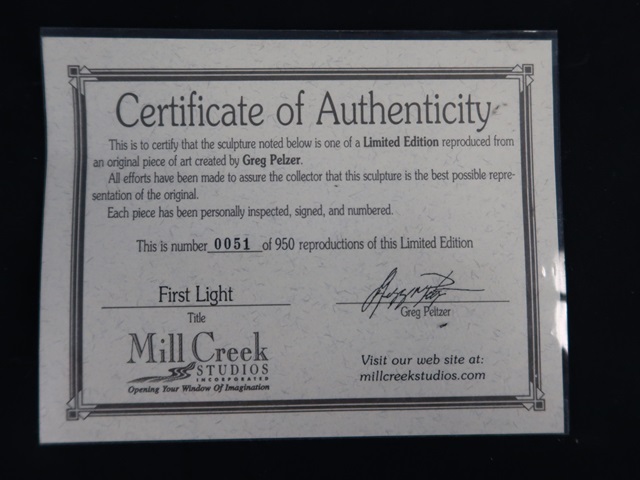 Certificate of Authenticity
This is to certify that the sculpture noted below is one of a Limited Edition reproduced from
an original piece of art created by Greg Pelzer.
All efforts have been made to assure the collector that this sculpture is the best possible repre-
sentation of the original.
Each piece has been personally inspected, signed, and numbered.
This is number 0051 of 950 reproductions of this Limited Edition
First Light
Title
Greg Peltzer
Mill Creek
STUDIOS
INCORPORATED
Opening Your Window Of Imagination
Visit our web site at:
millcreekstudios.com